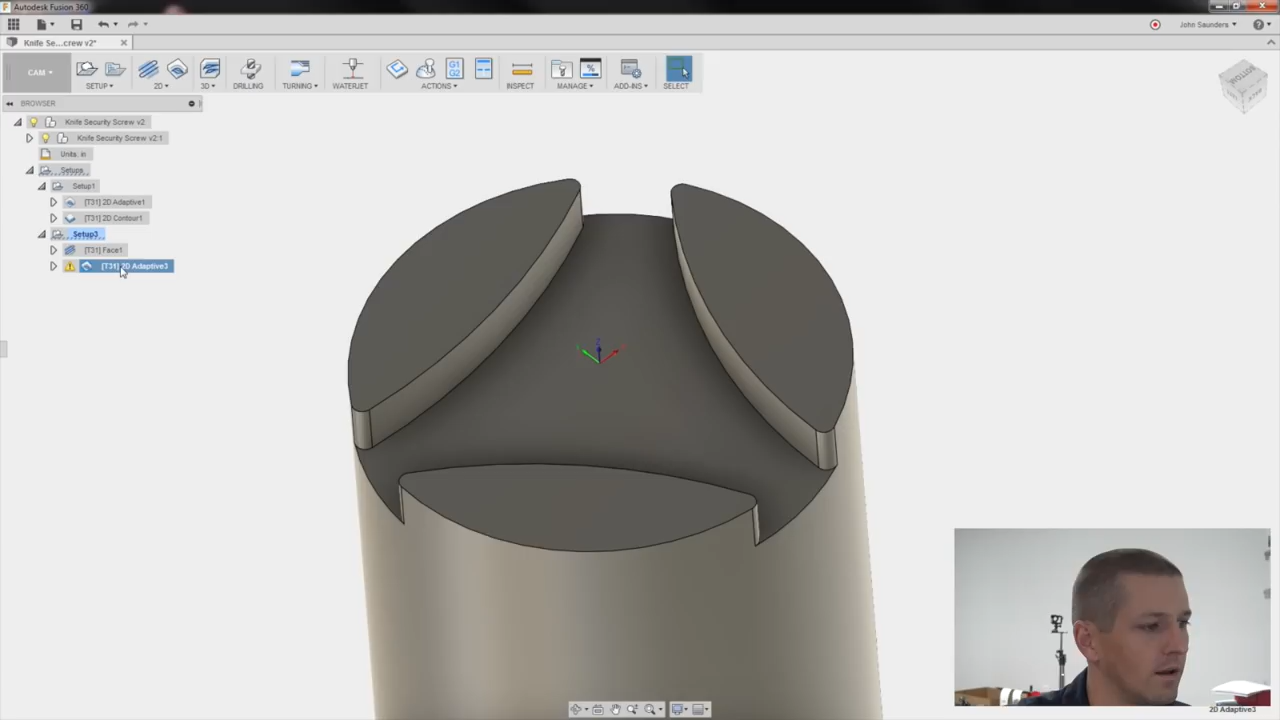 Autodesk Fusion 360
John Saunders
Knife Se...crew v2*
CAM
SETUP
2D
3D
DRILLING
TURNING
WATERJET
G1
G2
ACTIONS
INSPECT
MANAGE
ADD-INS
SELECT
BROWSER
Knife Security Screw v2
Knife Security Screw v2:1
Units: in
Setups
Setup1
[T31] 2D Adaptive1
[T31] 2D Contour1
Setup3
[T31] Face1
[T31] 2D Adaptive3
Z
2D Adaptive3